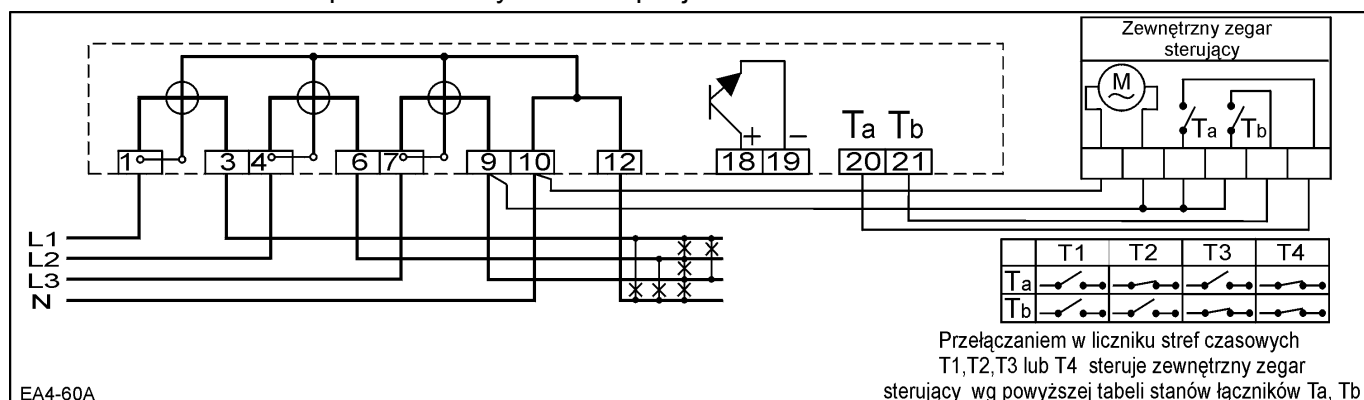 Zewnętrzny zegar
sterujący
M
Ta Tb
+ −
Ta Tb
1 3 4 6 7 9 10 12 18 19 20 21
L1
L2
L3
N
T1 T2 T3 T4
Ta
Tb
Przełączaniem w liczniku stref czasowych
T1,T2,T3 lub T4 steruje zewnętrzny zegar
sterujący wg powyższej tabeli stanów łączników Ta, Tb
EA4-60A